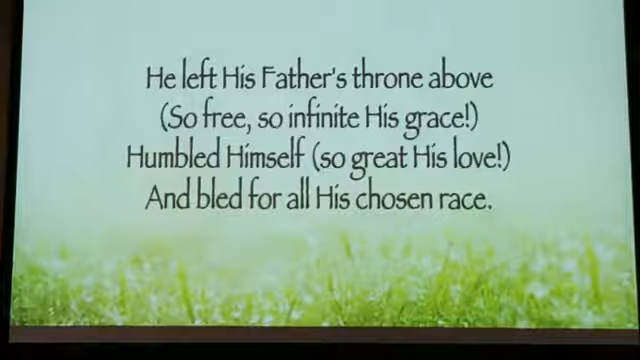 He left His Father's throne above
(So free, so infinite His grace!)
Humbled Himself (so great His love!)
And bled for all His chosen race.